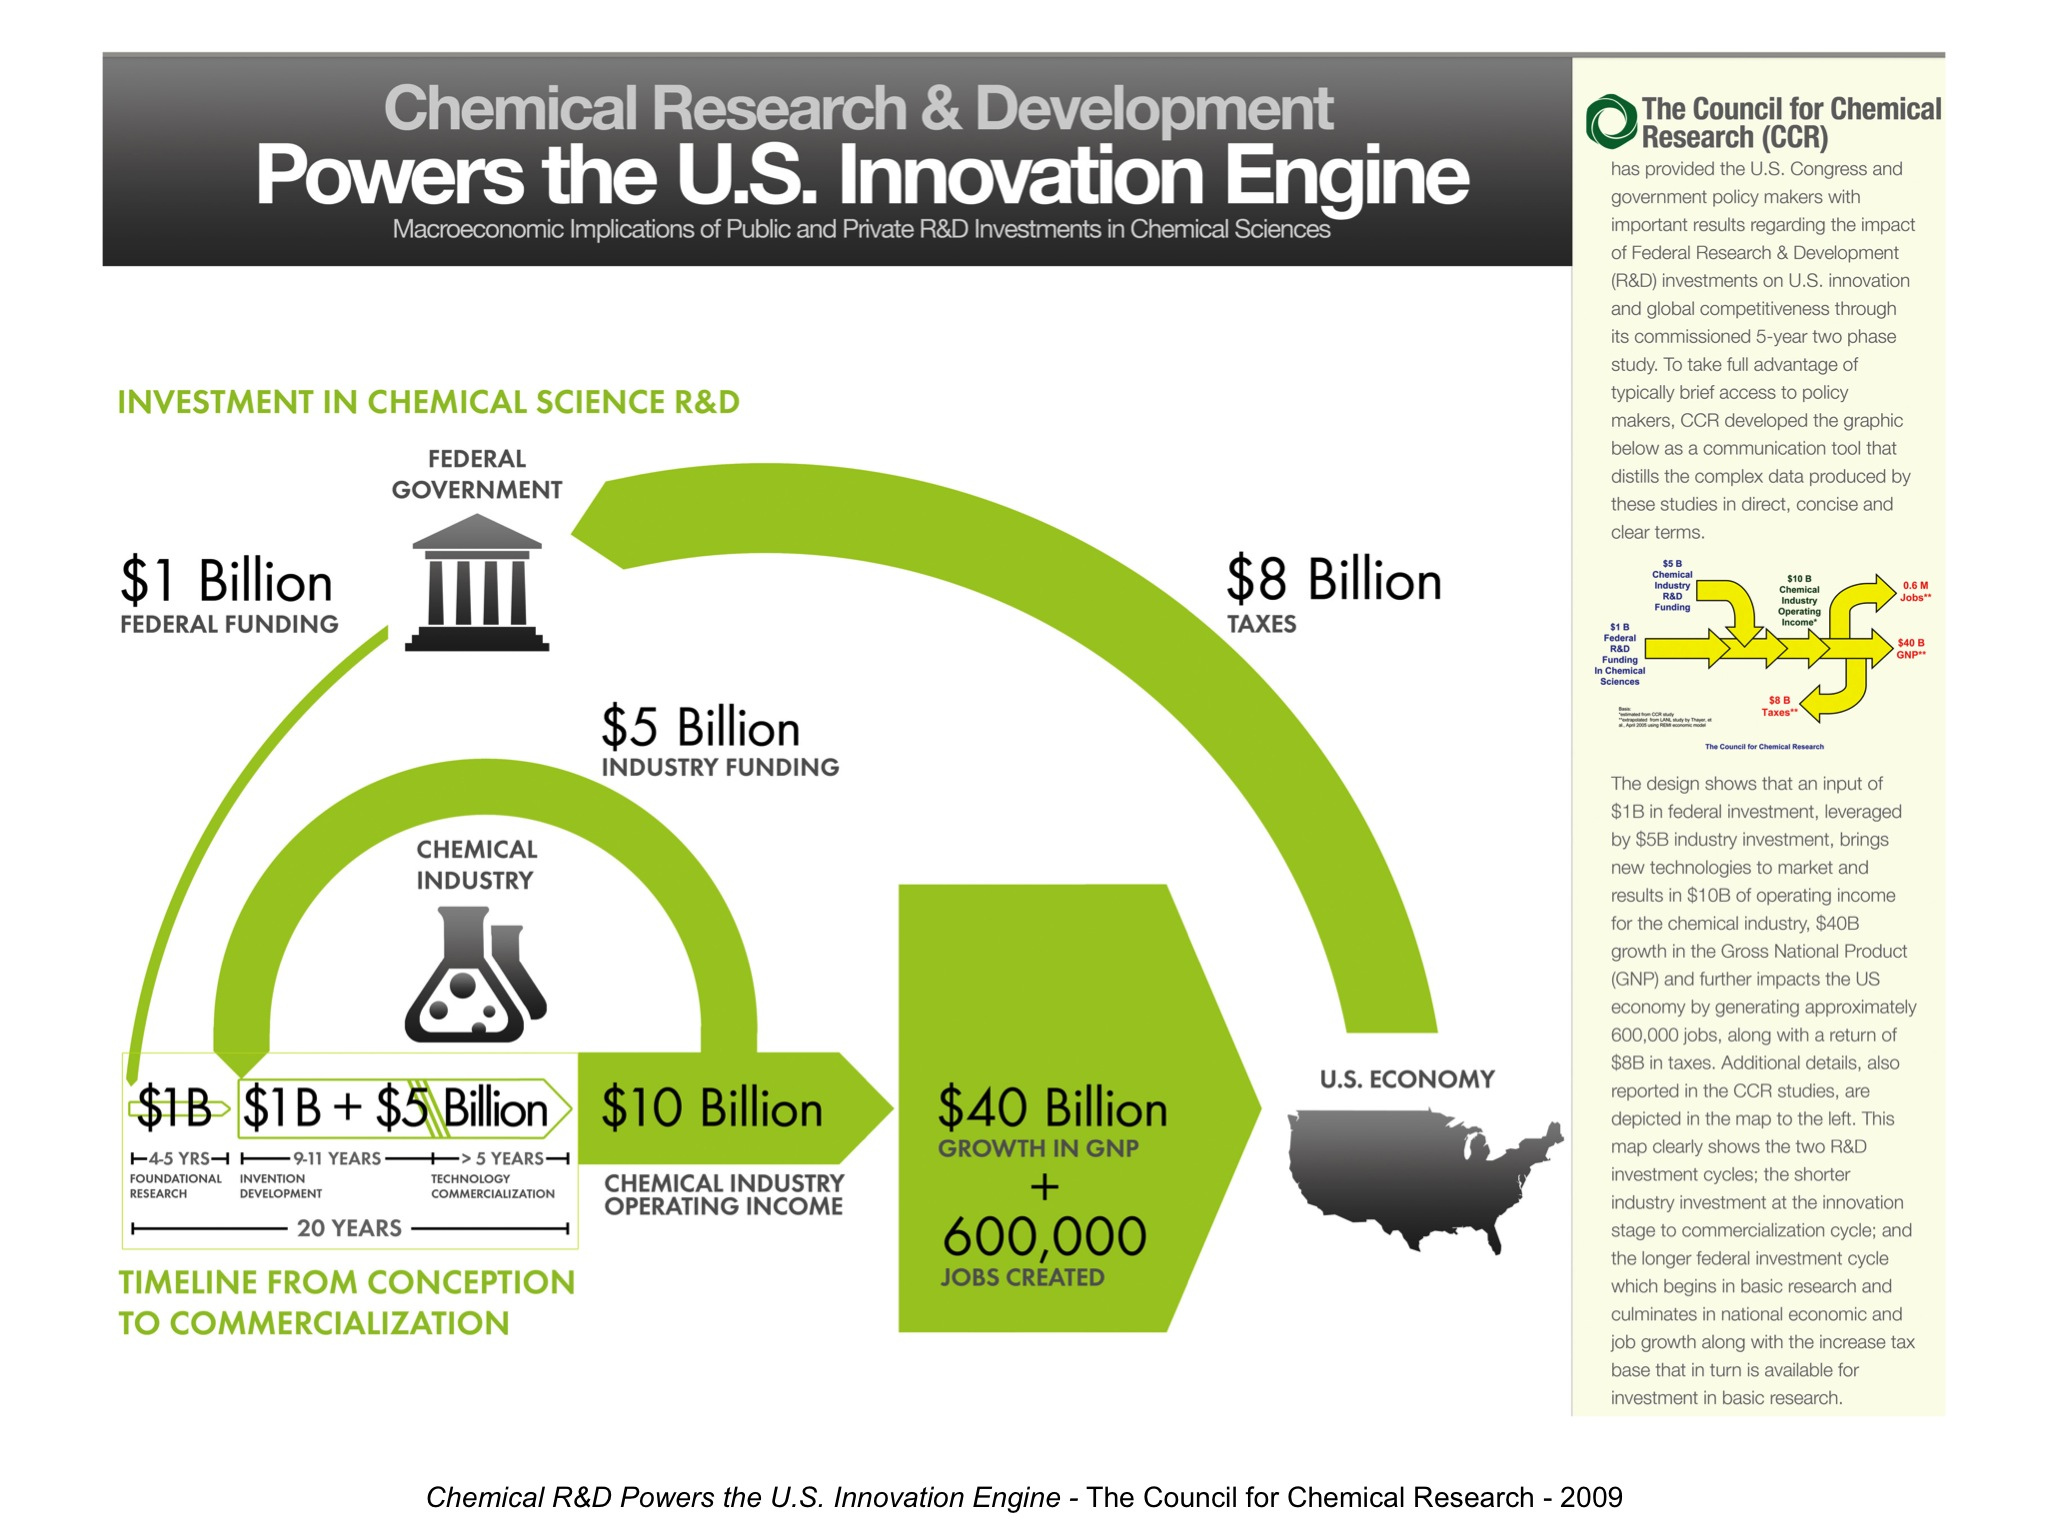 Chemical Research & Development
Powers the U.S. Innovation Engine
Macroeconomic Implications of Public and Private R&D Investments in Chemical Sciences
INVESTMENT IN CHEMICAL SCIENCE R&D
FEDERAL
GOVERNMENT
$1 Billion
FEDERAL FUNDING
$8 Billion
TAXES
$5 Billion
INDUSTRY FUNDING
CHEMICAL
INDUSTRY
$1B
$1B + $5 Billion
4-5 YRS
9-11 YEARS
> 5 YEARS
FOUNDATIONAL
RESEARCH
INVENTION
DEVELOPMENT
TECHNOLOGY
COMMERCIALIZATION
20 YEARS
TIMELINE FROM CONCEPTION
TO COMMERCIALIZATION
$10 Billion
CHEMICAL INDUSTRY
OPERATING INCOME
$40 Billion
GROWTH IN GNP
+
600,000
JOBS CREATED
U.S. ECONOMY
The Council for Chemical
Research (CCR)
has provided the U.S. Congress and
government policy makers with
important results regarding the impact
of Federal Research & Development
(R&D) investments on U.S. innovation
and global competitiveness through
its commissioned 5-year two phase
study. To take full advantage of
typically brief access to policy
makers, CCR developed the graphic
below as a communication tool that
distills the complex data produced by
these studies in direct, concise and
clear terms.
$5 B
Chemical
Industry
R&D
Funding
$10 B
Chemical
Industry
Operating
Income*
0.6 M
Jobs**
$1 B
Federal
R&D
Funding
In Chemical
Sciences
$40 B
GNP**
$8 B
Taxes**
Basis:
*estimated from CCR study
**extrapolated from LANL study by Thayer, et
al., April 2005 using REMI economic model
The Council for Chemical Research
The design shows that an input of
$1B in federal investment, leveraged
by $5B industry investment, brings
new technologies to market and
results in $10B of operating income
for the chemical industry, $40B
growth in the Gross National Product
(GNP) and further impacts the US
economy by generating approximately
600,000 jobs, along with a return of
$8B in taxes. Additional details, also
reported in the CCR studies, are
depicted in the map to the left. This
map clearly shows the two R&D
investment cycles; the shorter
industry investment at the innovation
stage to commercialization cycle; and
the longer federal investment cycle
which begins in basic research and
culminates in national economic and
job growth along with the increase tax
base that in turn is available for
investment in basic research.
Chemical R&D Powers the U.S. Innovation Engine - The Council for Chemical Research - 2009